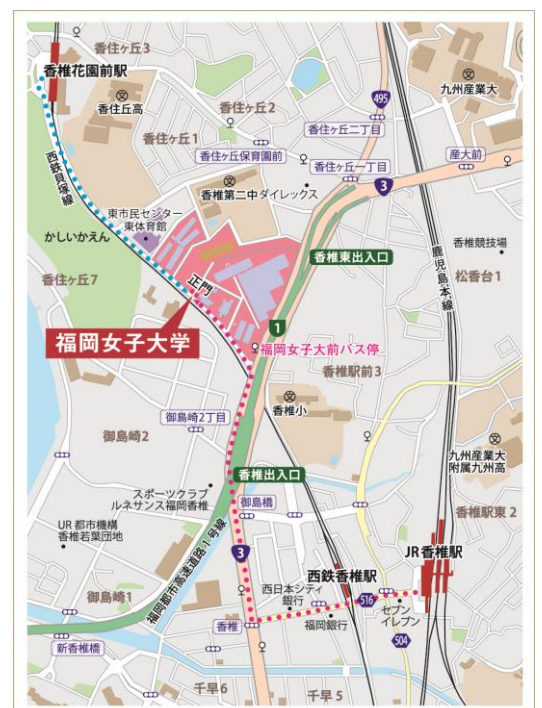 香住ヶ丘3
香椎花園前駅
香住丘高
香住ヶ丘2
495
九州産業大
香住ヶ丘二丁目
香住ヶ丘1
香住ヶ丘保育園前
香住ヶ丘一丁目
産大前
3
西鉄貝塚線
香椎第二中
ダイレックス
東市民センター
東体育館
かしいかえん
香椎競技場
鹿児島本線
香椎東出入口
松香台1
香住ヶ丘7
正門
1
福岡女子大学
福岡女子大前バス停
香椎駅前3
香椎小
御島崎2丁目
御島崎2
九州産業大
附属九州高
香椎出入口
スポーツクラブ
ルネサンス福岡香椎
御島橋
香椎駅東2
UR都市機構
香椎若葉団地
福岡都市高速道路1号線
3
JR香椎駅
西鉄香椎駅
西日本シティ
銀行
516
セブン
イレブン
御島崎1
香椎
福岡銀行
504
新香椎橋
千早6
千早5